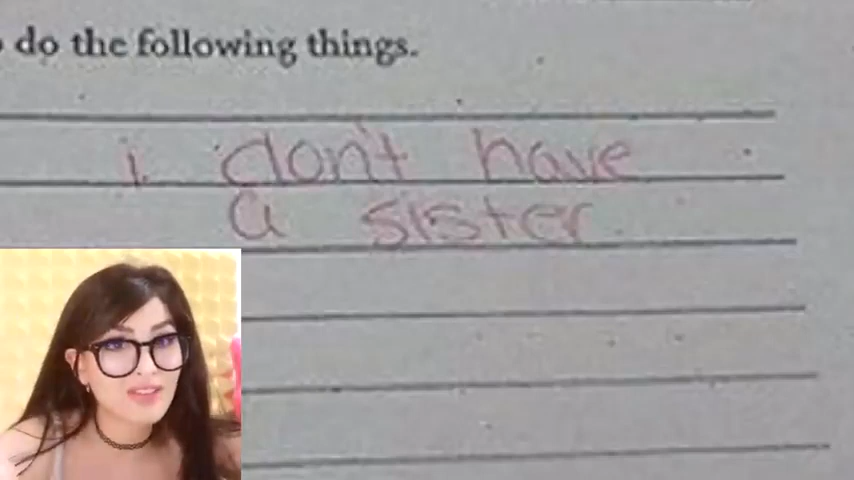 do the following things.
i don't have
a sister